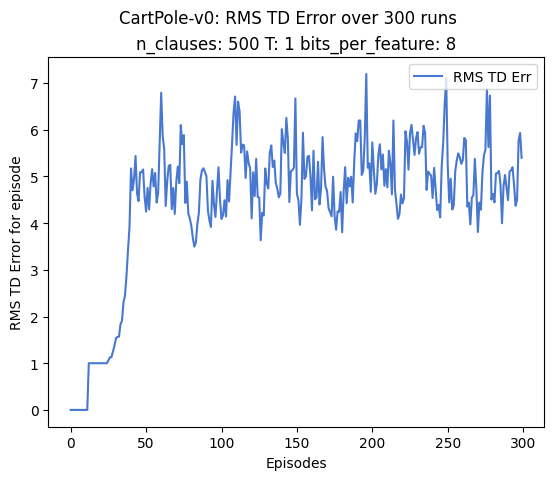 CartPole-v0: RMS TD Error over 300 runs
n_clauses: 500 T: 1 bits_per_feature: 8
RMS TD Err
RMS TD Error for episode
7
6
5
4
3
2
1
0
0 50 100 150 200 250 300
Episodes